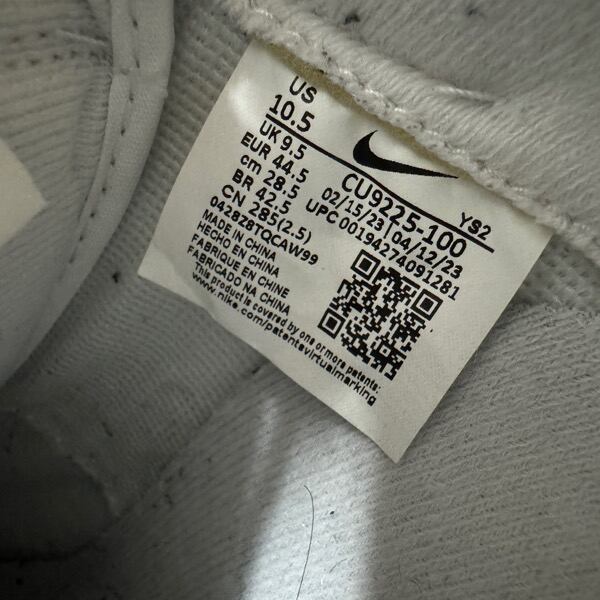 US
10.5
UK 9.5
EUR 44.5
cm 28.5
BR 42.5
CN 285(2.5)
YS2
CU9225-100
02/15/23 | 04/12/23
UPC 00194274091281
042828TQCAW99
MADE IN CHINA
HECHO EN CHINA
FABRIQUÉ EN CHINE
FABRICADO NA CHINA
This product is covered by one or more patents:
www.nike.com/patentsvirtualmarking